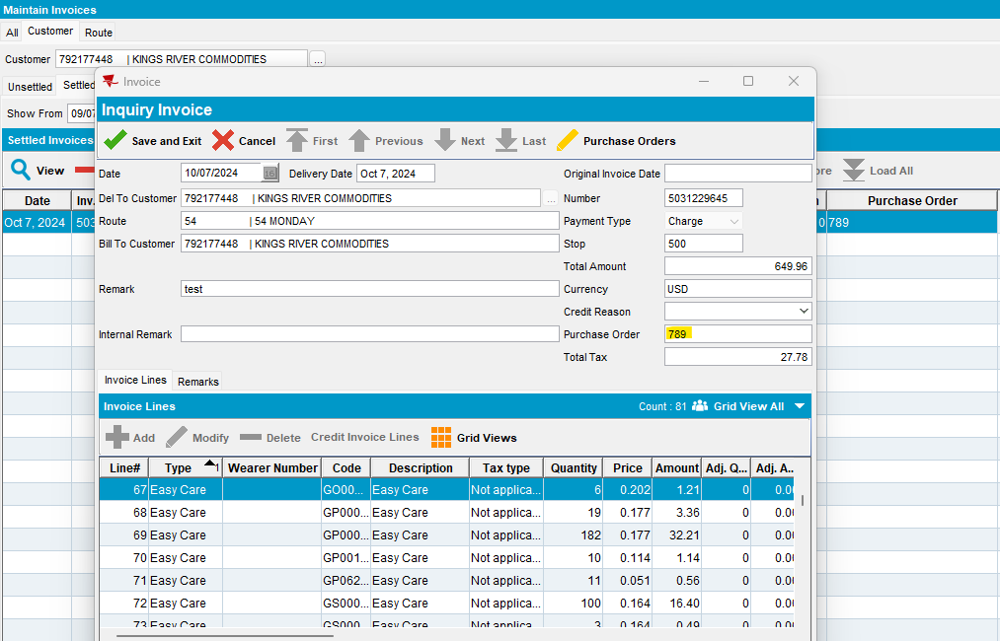 Maintain Invoices
All Customer Route
Customer 792177448 | KINGS RIVER COMMODITIES ...
Unsettled Settled
Show From 09/07
Settled Invoices
View
ore Load All
Date Inv. Purchase Order
Oct 7, 2024 503 0 789
Invoice
Inquiry Invoice
Save and Exit Cancel First Previous Next Last Purchase Orders
Date 10/07/2024 16 Delivery Date Oct 7, 2024 Original Invoice Date
Del To Customer 792177448 | KINGS RIVER COMMODITIES ... Number 5031229645
Route 54 | 54 MONDAY Payment Type Charge
Bill To Customer 792177448 | KINGS RIVER COMMODITIES Stop 500
Total Amount 649.96
Remark test Currency USD
Credit Reason
Internal Remark Purchase Order 789
Total Tax 27.78
Invoice Lines Remarks
Invoice Lines Count : 81 Grid View All
Add Modify Delete Credit Invoice Lines Grid Views
Line# Type 1 Wearer Number Code Description Tax type Quantity Price Amount Adj. Q... Adj. A...
67 Easy Care GO00... Easy Care Not applica... 6 0.202 1.21 0 0.00
68 Easy Care GP000... Easy Care Not applica... 19 0.177 3.36 0 0.00
69 Easy Care GP000... Easy Care Not applica... 182 0.177 32.21 0 0.00
70 Easy Care GP001... Easy Care Not applica... 10 0.114 1.14 0 0.00
71 Easy Care GP062... Easy Care Not applica... 11 0.051 0.56 0 0.00
72 Easy Care GS000... Easy Care Not applica... 100 0.164 16.40 0 0.00
73 Easy Care GS000... Easy Care Not applica... 3 0.164 0.49 0 0.00